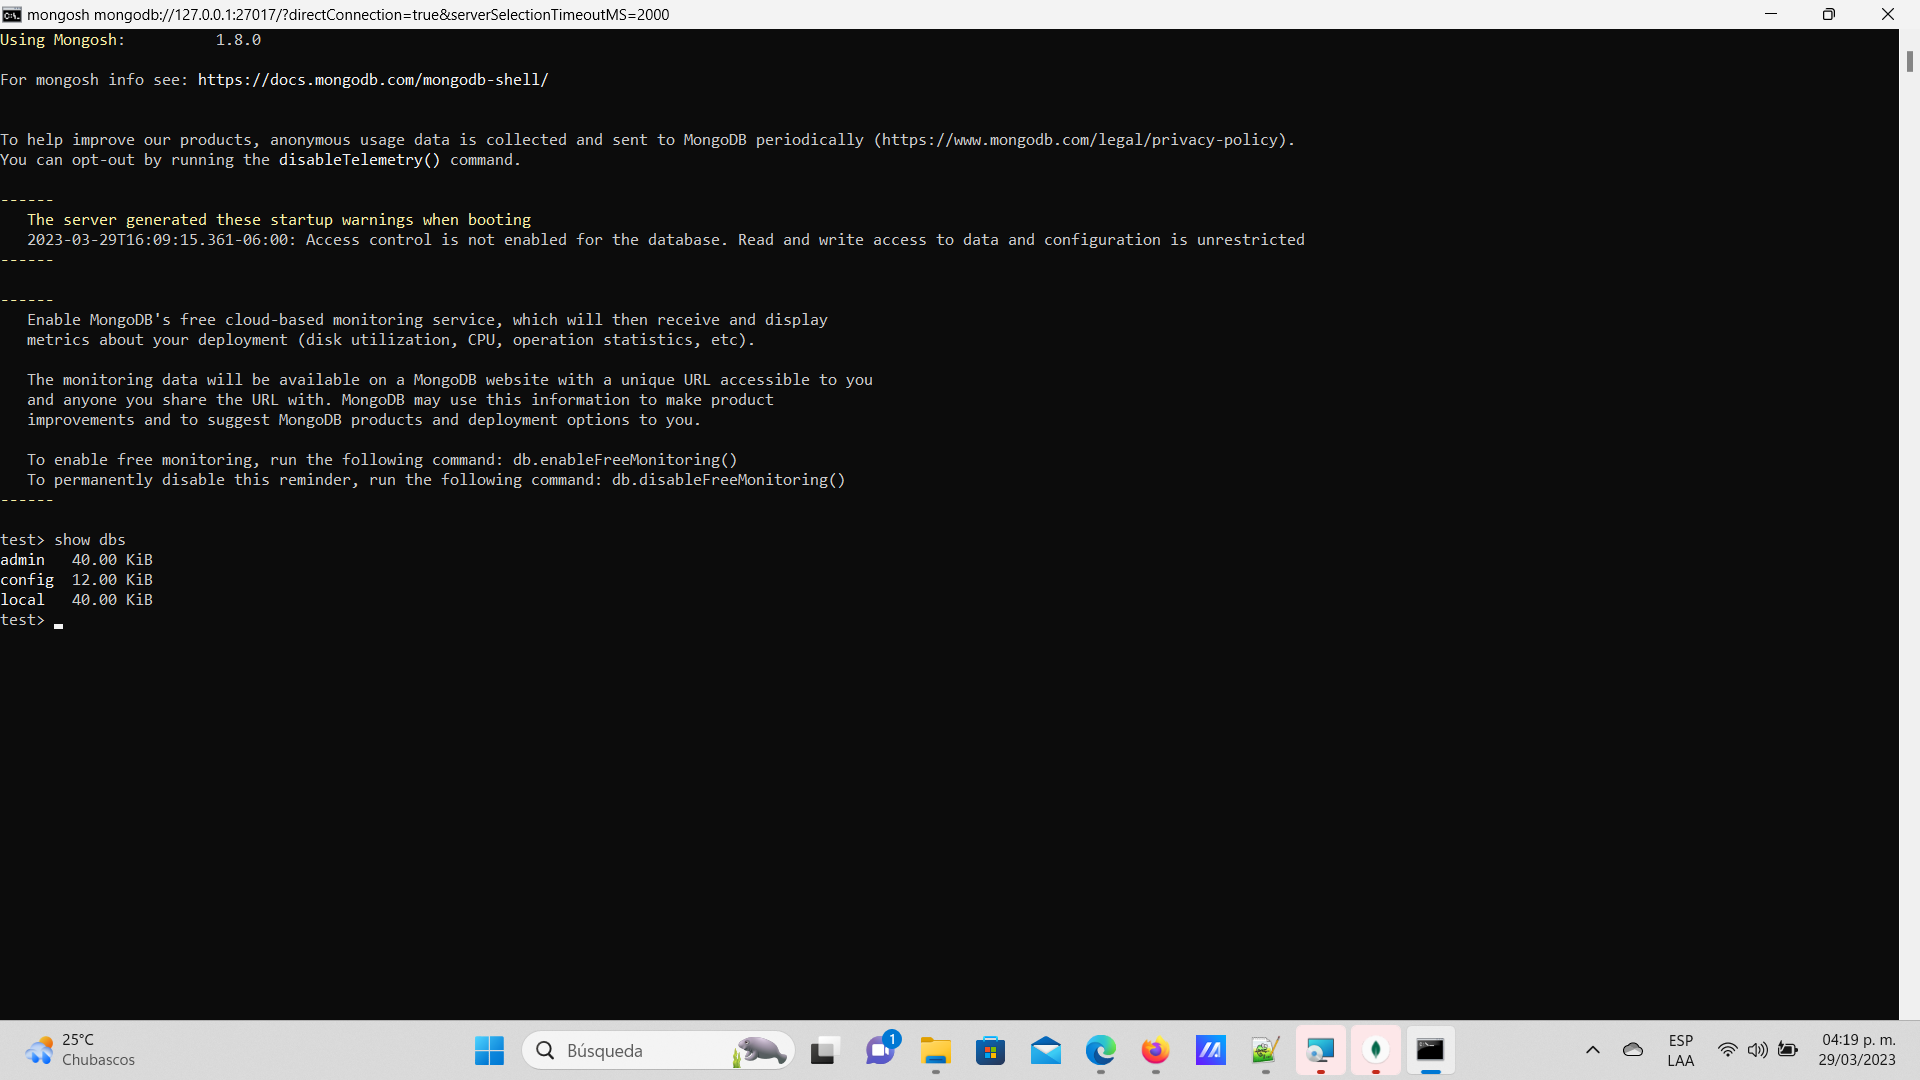 mongosh mongodb://127.0.0.1:27017/?directConnection=true&serverSelectionTimeoutMS=2000
Using Mongosh:          1.8.0
For mongosh info see: https://docs.mongodb.com/mongodb-shell/
To help improve our products, anonymous usage data is collected and sent to MongoDB periodically (https://www.mongodb.com/legal/privacy-policy).
You can opt-out by running the disableTelemetry() command.
------
   The server generated these startup warnings when booting
   2023-03-29T16:09:15.361-06:00: Access control is not enabled for the database. Read and write access to data and configuration is unrestricted
------
------
   Enable MongoDB's free cloud-based monitoring service, which will then receive and display
   metrics about your deployment (disk utilization, CPU, operation statistics, etc).
   The monitoring data will be available on a MongoDB website with a unique URL accessible to you
   and anyone you share the URL with. MongoDB may use this information to make product
   improvements and to suggest MongoDB products and deployment options to you.
   To enable free monitoring, run the following command: db.enableFreeMonitoring()
   To permanently disable this reminder, run the following command: db.disableFreeMonitoring()
------
test> show dbs
admin   40.00 KiB
config  12.00 KiB
local   40.00 KiB
test> _
25°C
Chubascos
Búsqueda
1
ESP
LAA
04:19 p. m.
29/03/2023